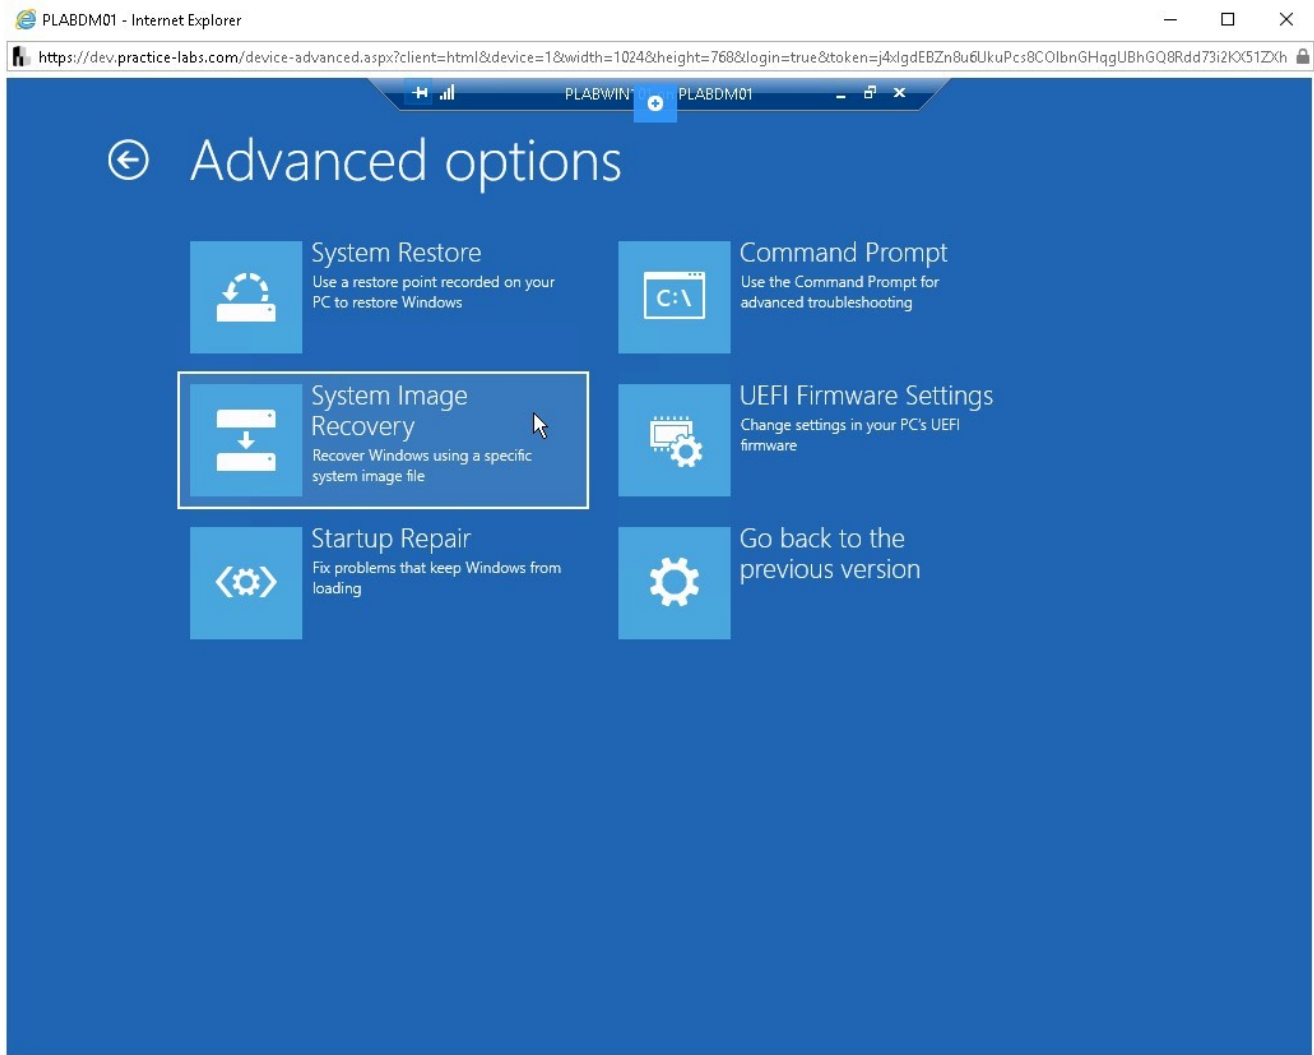 PLABDM01 - Internet Explorer
https://dev.practice-labs.com/device-advanced.aspx?client=html&device=1&width=1024&height=768&login=true&token=j4xIgdEBZn8u6UkuPcs8COIbnGHqgUBhGQ8Rdd73i2KX51ZXh
PLABWIN PLABDM01
Advanced options
System Restore
Use a restore point recorded on your
PC to restore Windows
Command Prompt
Use the Command Prompt for
advanced troubleshooting
C:\
System Image
Recovery
Recover Windows using a specific
system image file
UEFI Firmware Settings
Change settings in your PC's UEFI
firmware
Startup Repair
Fix problems that keep Windows from
loading
Go back to the
previous version